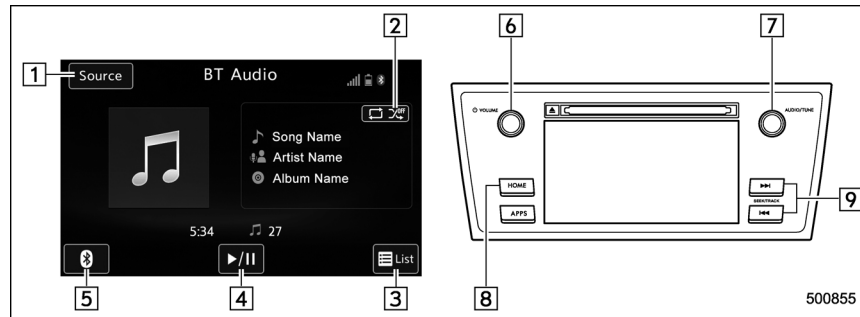 1
Source
BT Audio
2
OFF
Song Name
Artist Name
Album Name
5:34
27
List
5
4
3
6
7
VOLUME
AUDIO/TUNE
HOME
APPS
SEEK/TRACK
8
9
500855